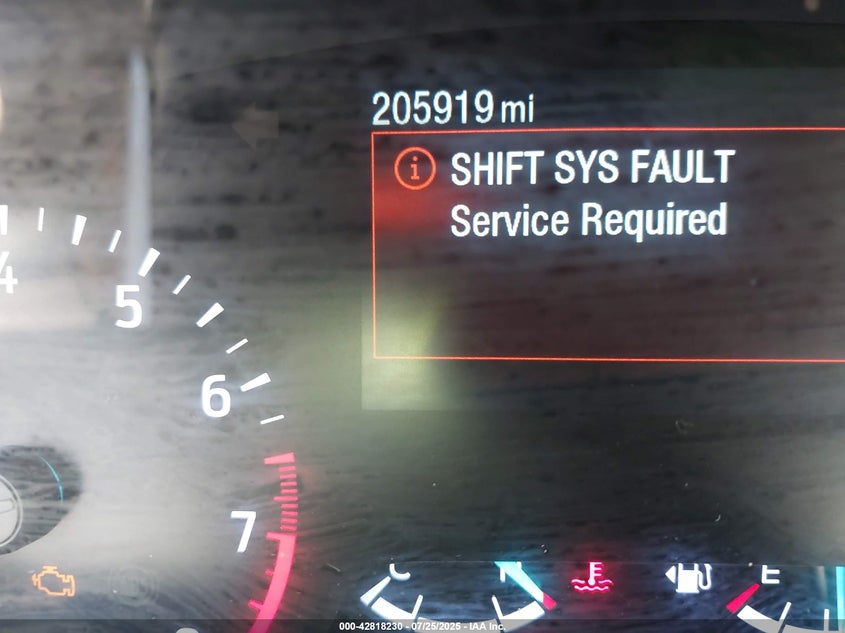 205919 mi
SHIFT SYS FAULT
Service Required
4
5
6
7
C
H
E
000-42818230 - 07/25/2025 - IAA Inc.